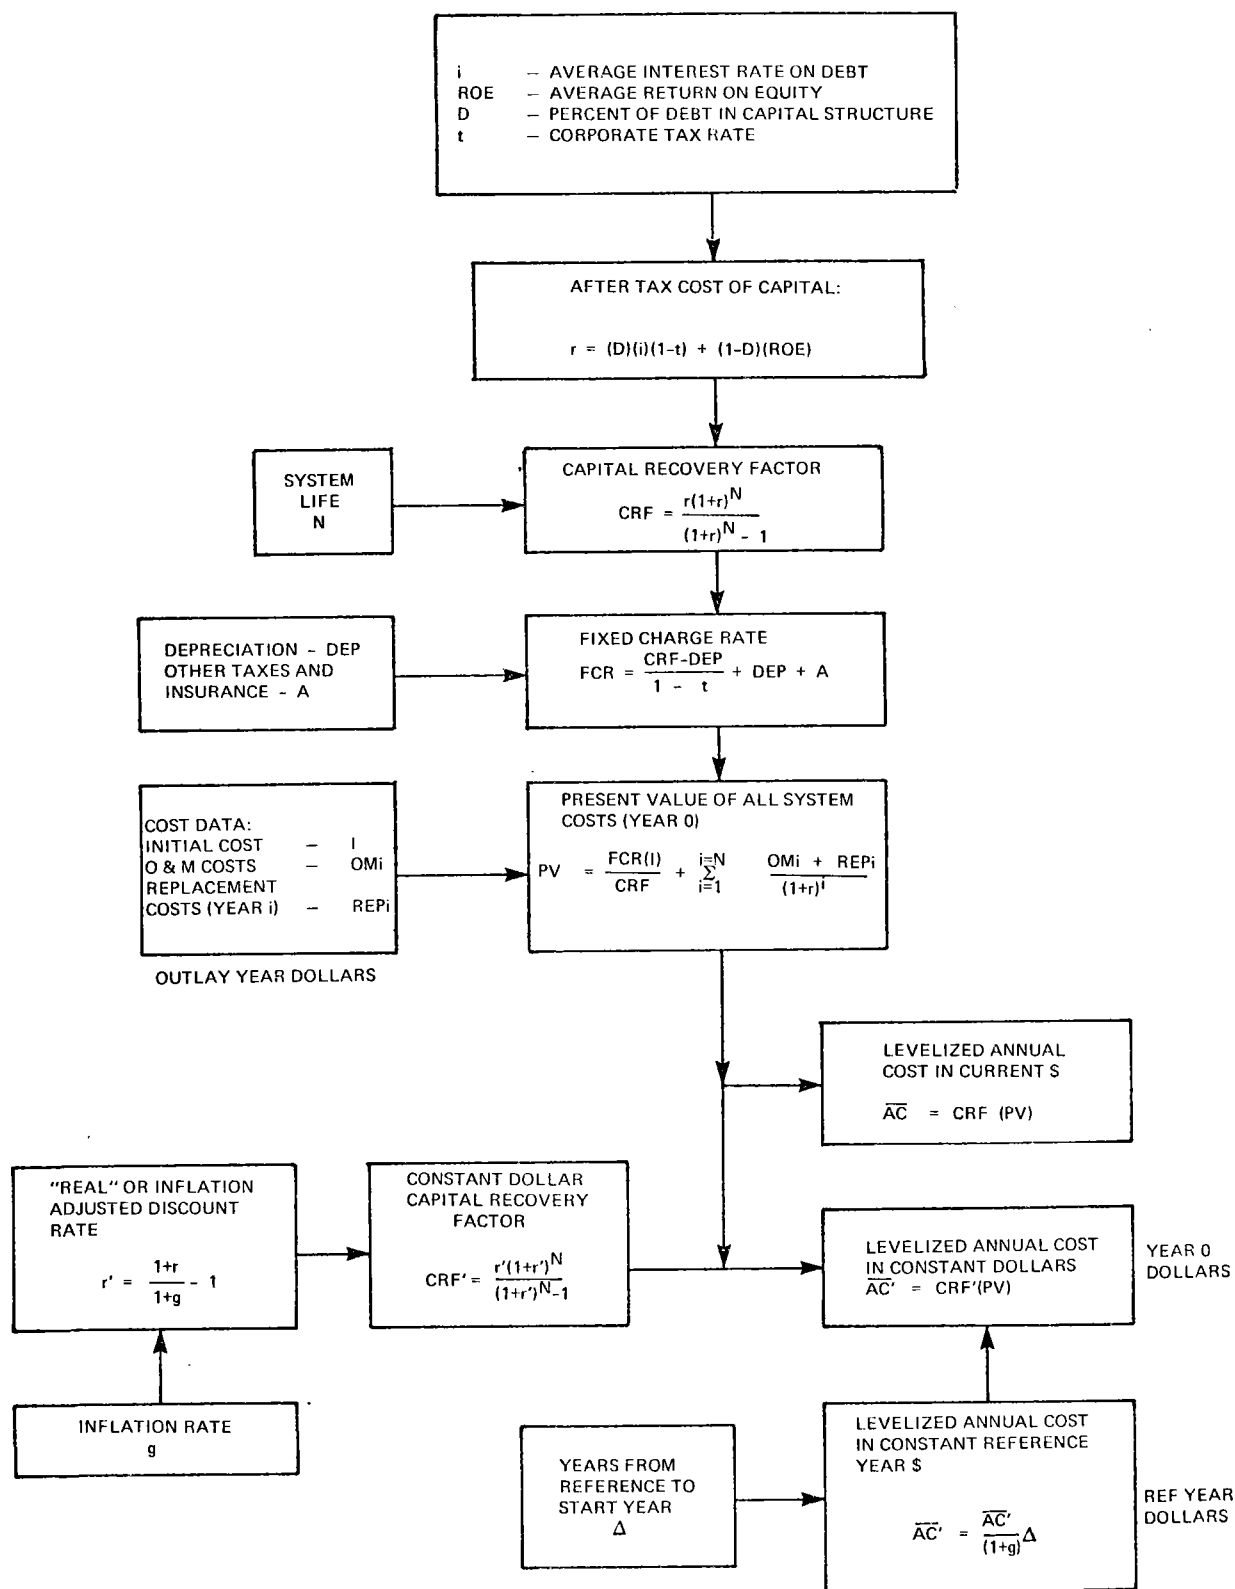 i – AVERAGE INTEREST RATE ON DEBT
ROE – AVERAGE RETURN ON EQUITY
D – PERCENT OF DEBT IN CAPITAL STRUCTURE
t – CORPORATE TAX RATE
AFTER TAX COST OF CAPITAL:
r = (D)(i)(1-t) + (1-D)(ROE)
SYSTEM
LIFE
N
CAPITAL RECOVERY FACTOR
CRF = r(1+r)^N / (1+r)^N - 1
DEPRECIATION - DEP
OTHER TAXES AND
INSURANCE - A
FIXED CHARGE RATE
FCR = CRF-DEP / 1 - t + DEP + A
COST DATA:
INITIAL COST – I
O & M COSTS – OMi
REPLACEMENT
COSTS (YEAR i) – REPi
OUTLAY YEAR DOLLARS
PRESENT VALUE OF ALL SYSTEM
COSTS (YEAR 0)
PV = FCR(I) / CRF + i=N Σ i=1 OMi + REPi / (1+r)^i
LEVELIZED ANNUAL
COST IN CURRENT $
A̅C̅ = CRF (PV)
"REAL" OR INFLATION
ADJUSTED DISCOUNT
RATE
r' = 1+r / 1+g - 1
CONSTANT DOLLAR
CAPITAL RECOVERY
FACTOR
CRF' = r'(1+r')^N / (1+r')^N-1
LEVELIZED ANNUAL COST
IN CONSTANT DOLLARS
A̅C̅' = CRF'(PV)
YEAR 0
DOLLARS
INFLATION RATE
g
YEARS FROM
REFERENCE TO
START YEAR
Δ
LEVELIZED ANNUAL COST
IN CONSTANT REFERENCE
YEAR $
A̅C̅' = A̅C̅' / (1+g) Δ
REF YEAR
DOLLARS